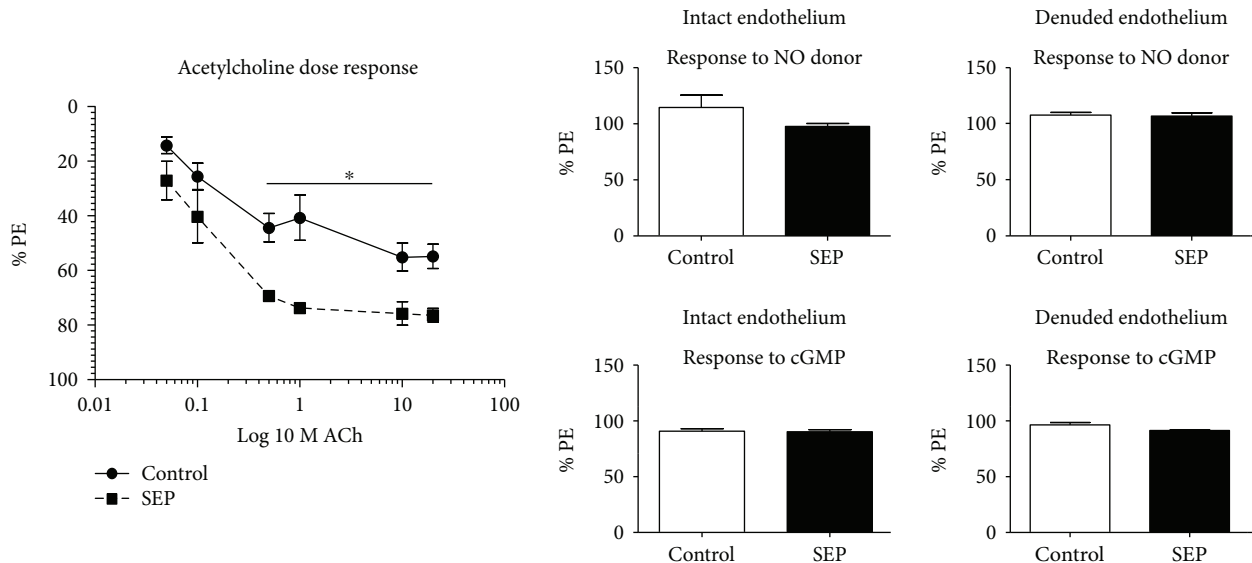 Acetylcholine dose response
0
20
40
60
80
100
% PE
*
0.01
0.1
1
10
100
Log 10 M ACh
Control
SEP
Intact endothelium
Response to NO donor
150
100
50
0
% PE
Control
SEP
Denuded endothelium
Response to NO donor
150
100
50
0
% PE
Control
SEP
Intact endothelium
Response to cGMP
150
100
50
0
% PE
Control
SEP
Denuded endothelium
Response to cGMP
150
100
50
0
% PE
Control
SEP